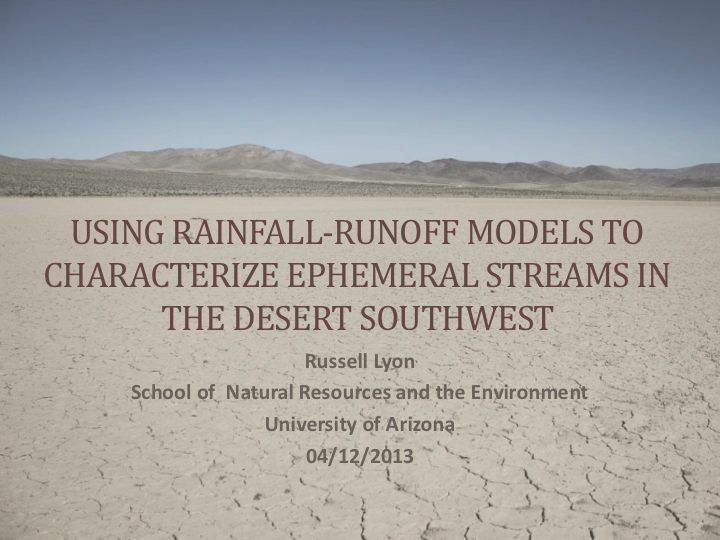 USING RAINFALL-RUNOFF MODELS TO
CHARACTERIZE EPHEMERAL STREAMS IN
THE DESERT SOUTHWEST
Russell Lyon
School of  Natural Resources and the Environment
University of Arizona
04/12/2013